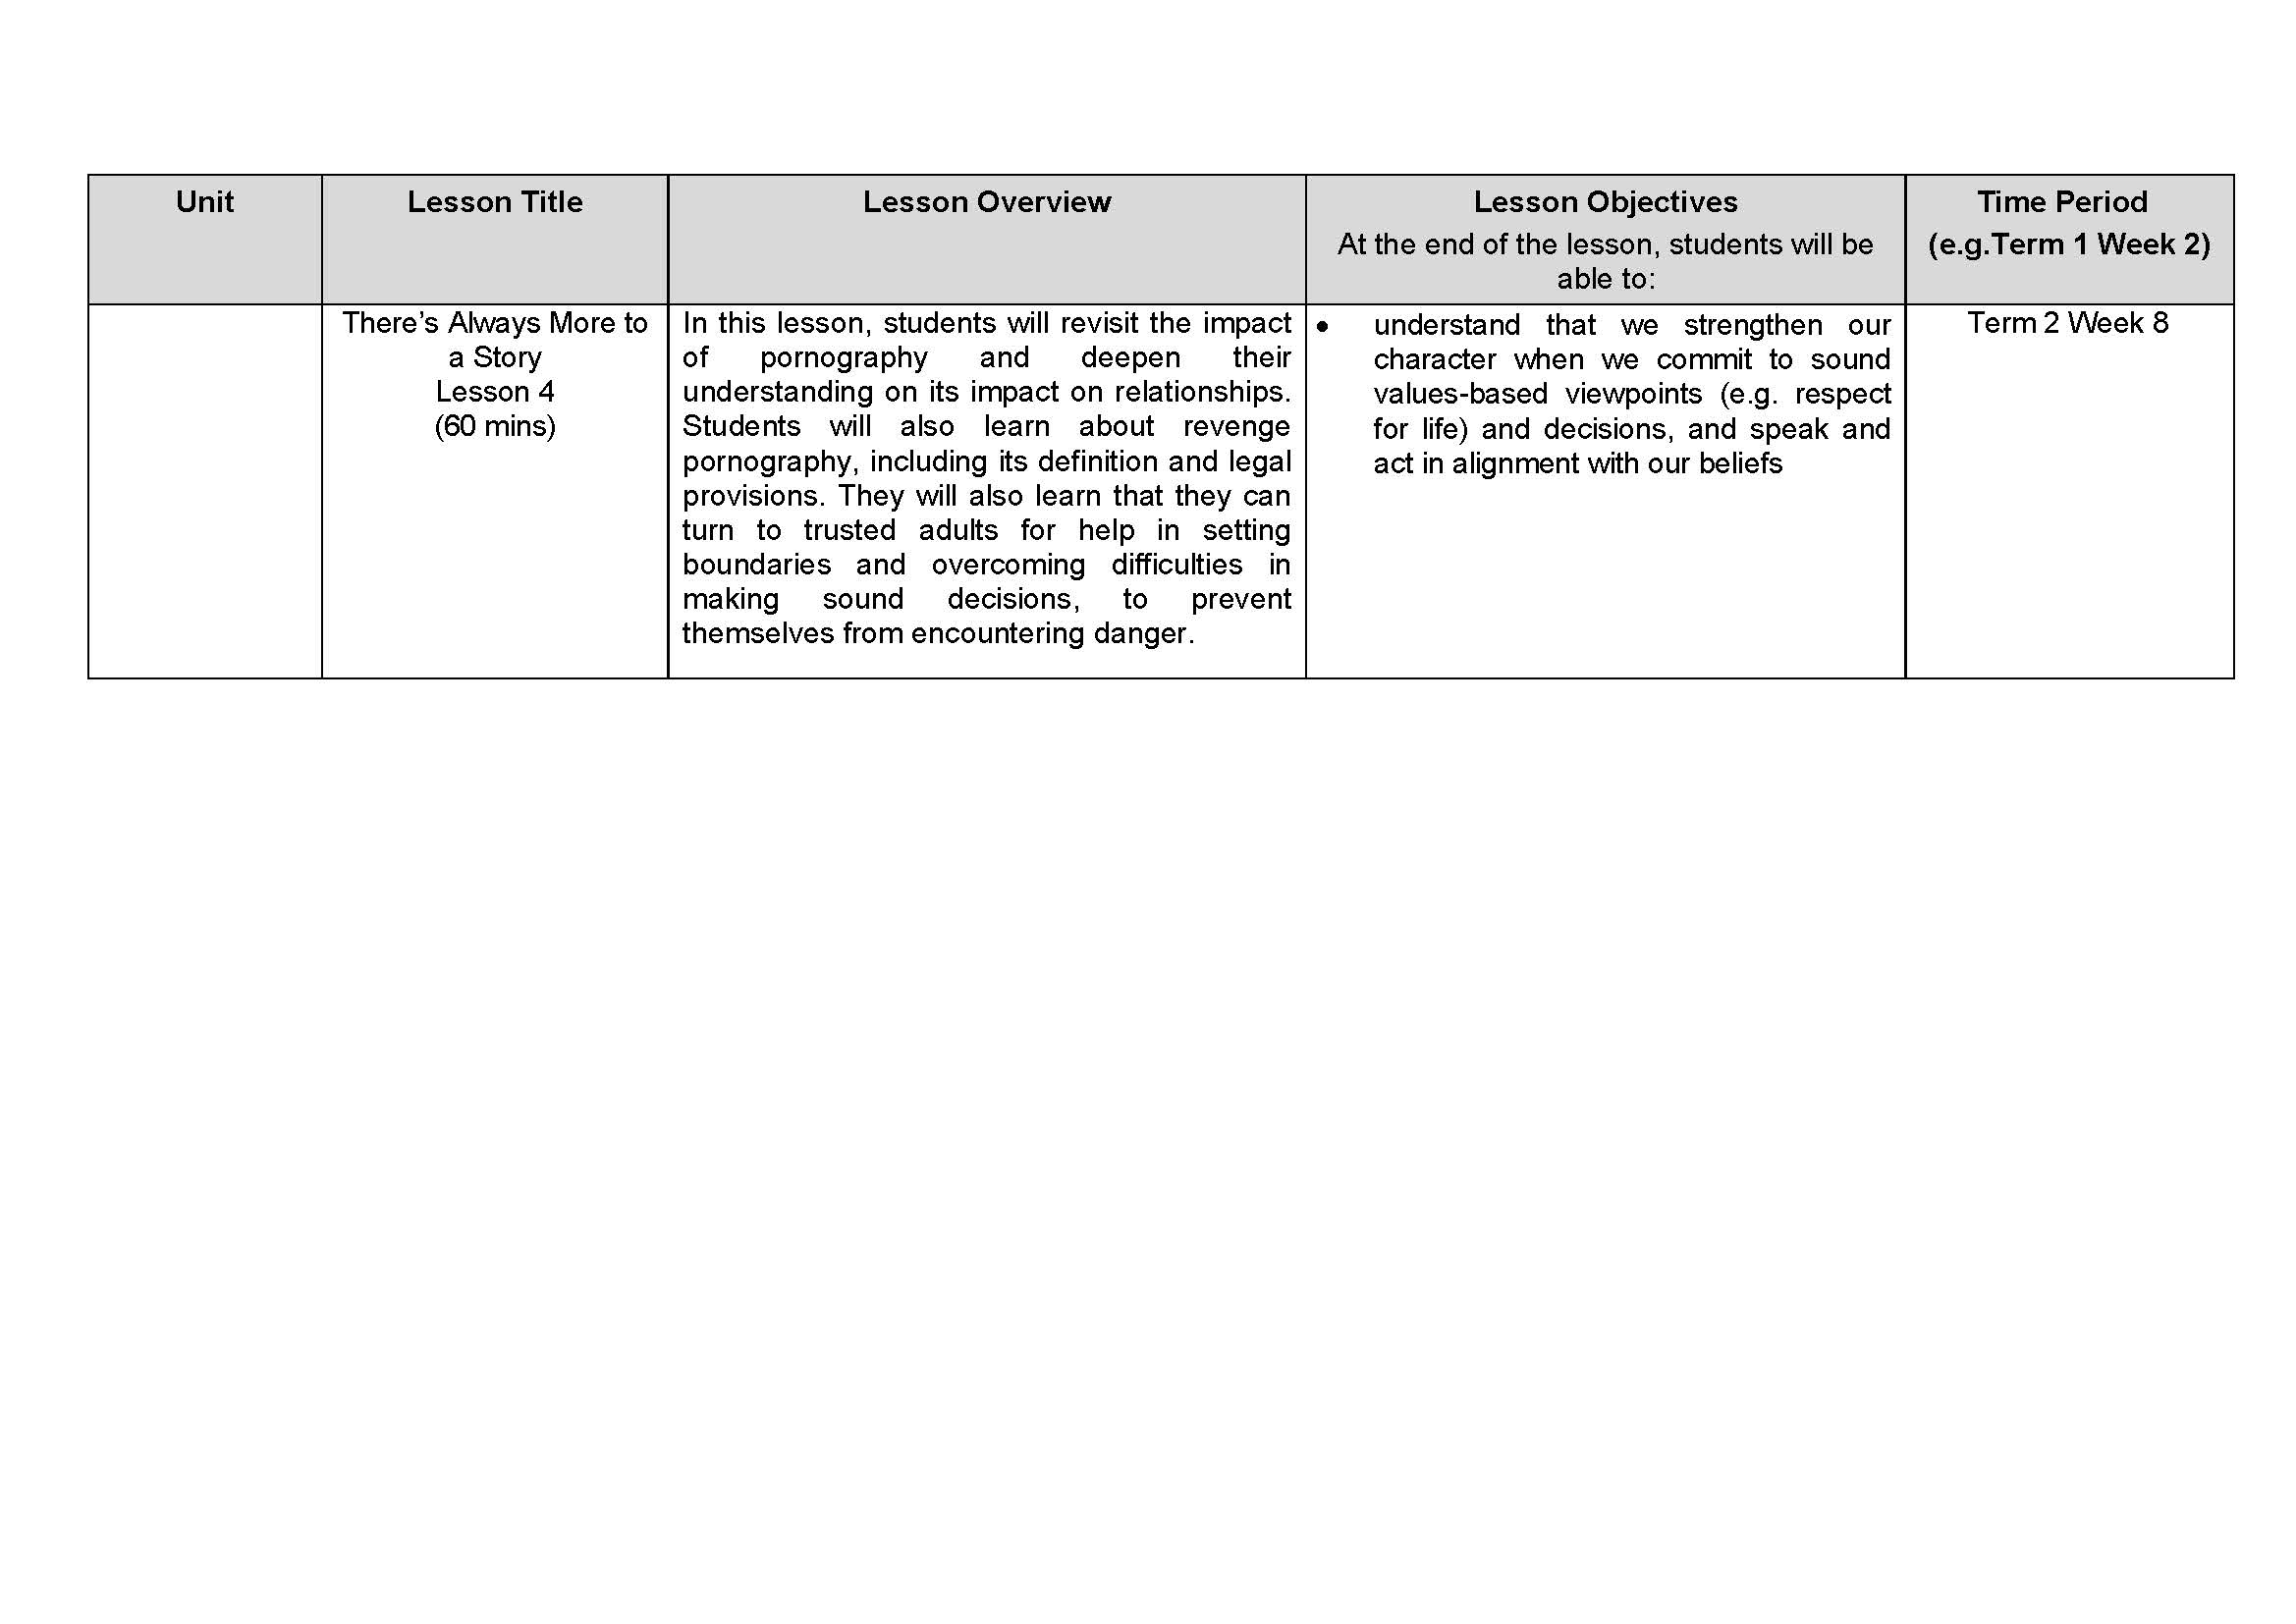 Unit
Lesson Title
Lesson Overview
Lesson Objectives
At the end of the lesson, students will be
able to:
Time Period
(e.g.Term 1 Week 2)
There’s Always More to
a Story
Lesson 4
(60 mins)
In this lesson, students will revisit the impact
of pornography and deepen their
understanding on its impact on relationships.
Students will also learn about revenge
pornography, including its definition and legal
provisions. They will also learn that they can
turn to trusted adults for help in setting
boundaries and overcoming difficulties in
making sound decisions, to prevent
themselves from encountering danger.
• understand that we strengthen our
character when we commit to sound
values-based viewpoints (e.g. respect
for life) and decisions, and speak and
act in alignment with our beliefs
Term 2 Week 8